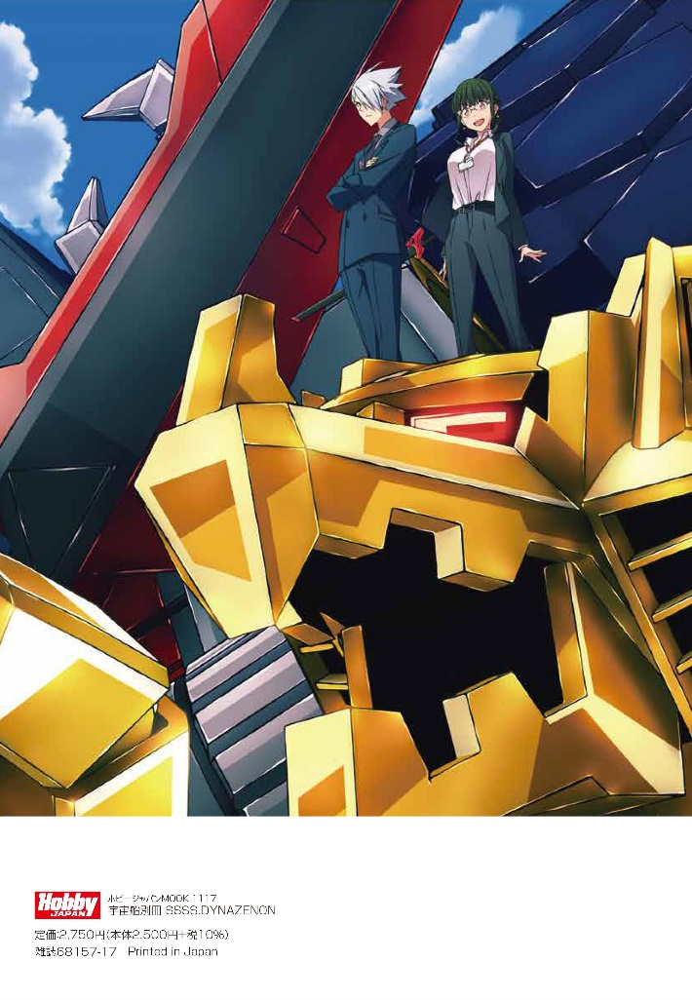 Hobby
JAPAN
ホビージャパンMOOK 1117
宇宙船別冊 SSSS.DYNAZENON
定価:2,750円(本体2,500円+税10%)
雑誌68157-17 Printed in Japan